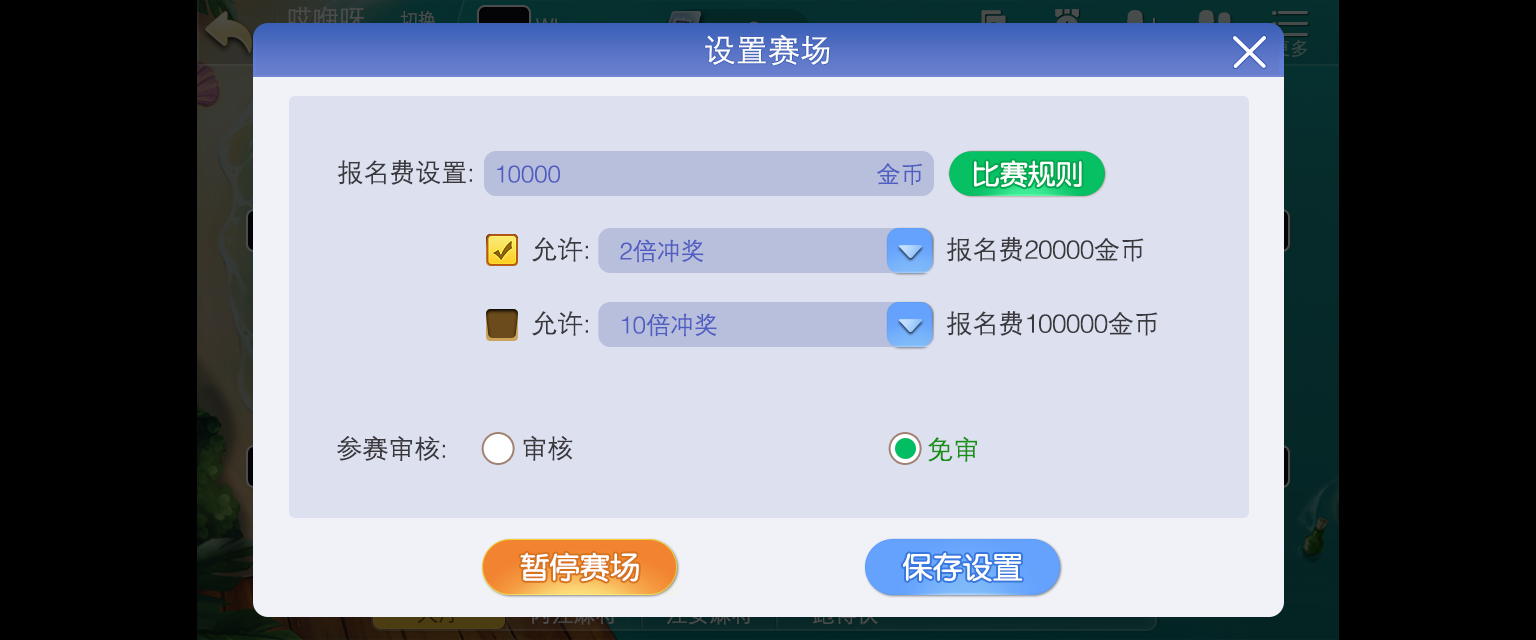 设置赛场
报名费设置: 10000 金币 比赛规则
允许: 2倍冲奖 报名费20000金币
允许: 10倍冲奖 报名费100000金币
参赛审核: 审核 免审
暂停赛场 保存设置